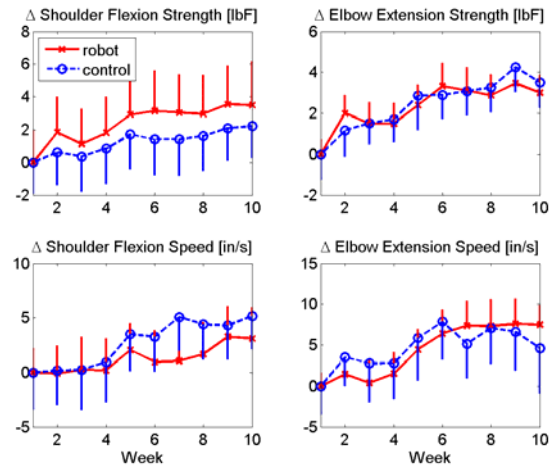 Δ Shoulder Flexion Strength [lbF]
Δ Elbow Extension Strength [lbF]
8
6
4
2
0
-2
robot
control
2 4 6 8 10
6
4
2
0
-2
2 4 6 8 10
Δ Shoulder Flexion Speed [in/s]
Δ Elbow Extension Speed [in/s]
10
5
0
-5
2 4 6 8 10
Week
15
10
5
0
-5
2 4 6 8 10
Week